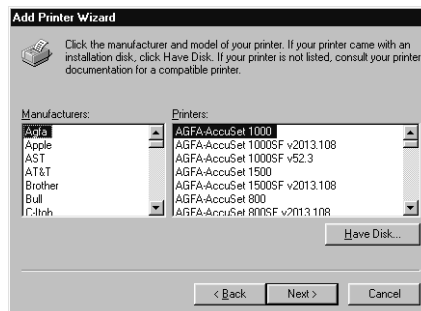 Add Printer Wizard
Click the manufacturer and model of your printer. If your printer came with an
installation disk, click Have Disk. If your printer is not listed, consult your printer
documentation for a compatible printer.
Manufacturers:
Agfa
Apple
AST
AT&T
Brother
Bull
C-Itoh
Printers:
AGFA-AccuSet 1000
AGFA-AccuSet 1000SF v2013.108
AGFA-AccuSet 1000SF v52.3
AGFA-AccuSet 1500
AGFA-AccuSet 1500SF v2013.108
AGFA-AccuSet 800
AGFA-AccuSet 800SF v2013.108
Have Disk...
< Back
Next >
Cancel